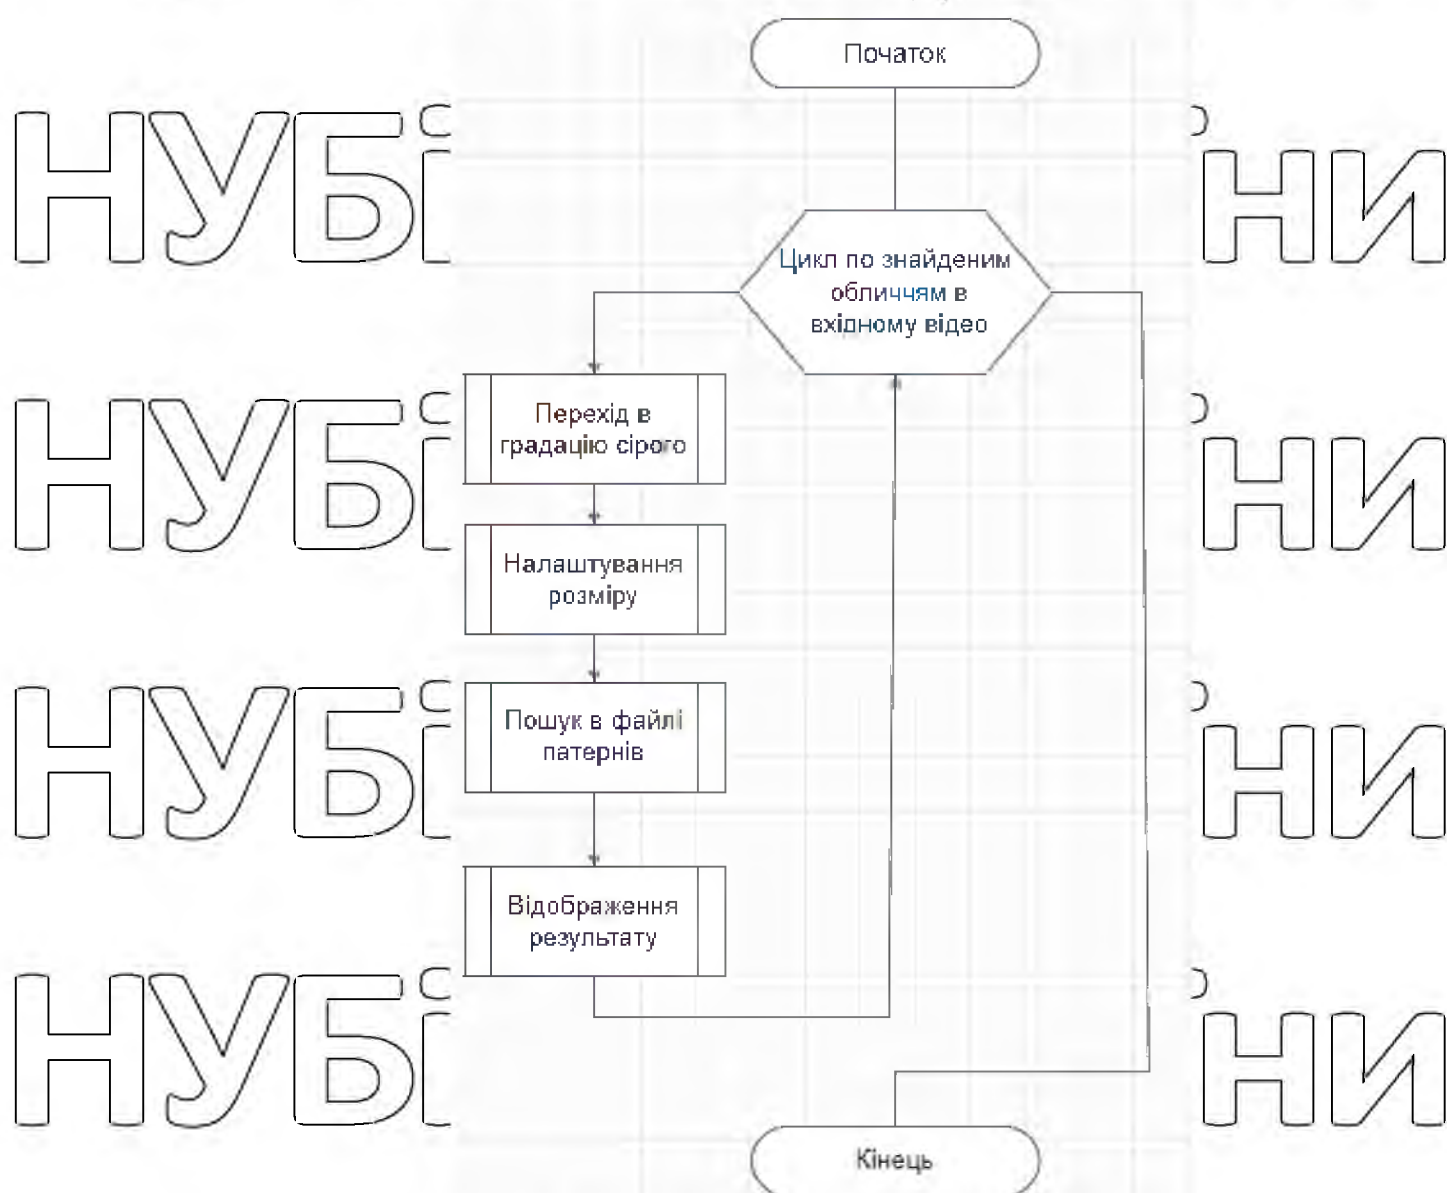 Початок
НУБ
НИ
Цикл по знайденим
обличчям в
вхідному відео
НУБ
НИ
Перехід в
градацію сірого
Налаштування
розміру
НУБ
НИ
Пошук в файлі
патернів
Відображення
результату
НУБ
НИ
Кінець